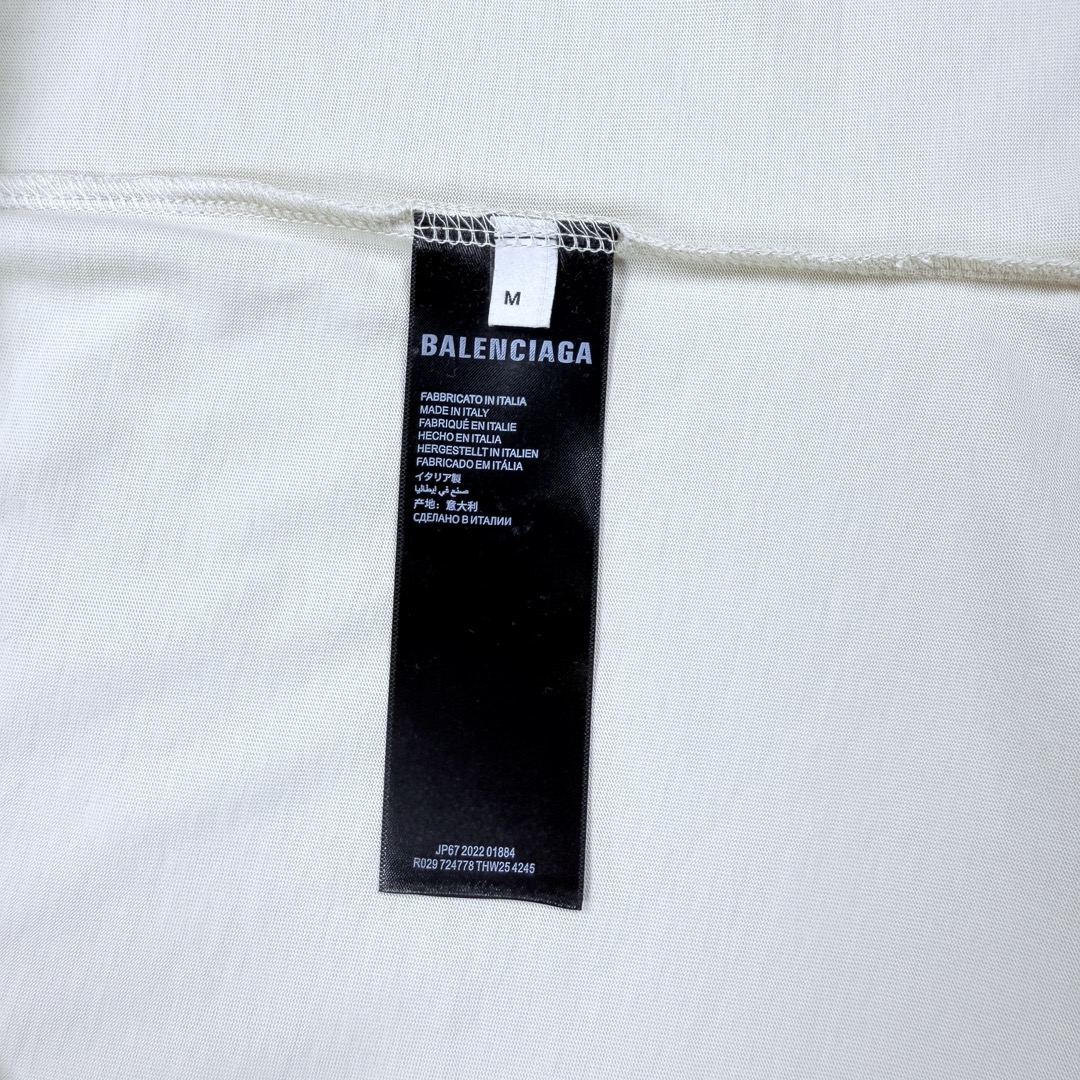 M
BALENCIAGA
FABBRICATO IN ITALIA
MADE IN ITALY
FABRIQUÉ EN ITALIE
HECHO EN ITALIA
HERGESTELLT IN ITALIEN
FABRICADO EM ITÁLIA
イタリア製
صنع في إيطاليا
产地：意大利
СДЕЛАНО В ИТАЛИИ
JP67 2022 01884
R029 724778 THW25 4245